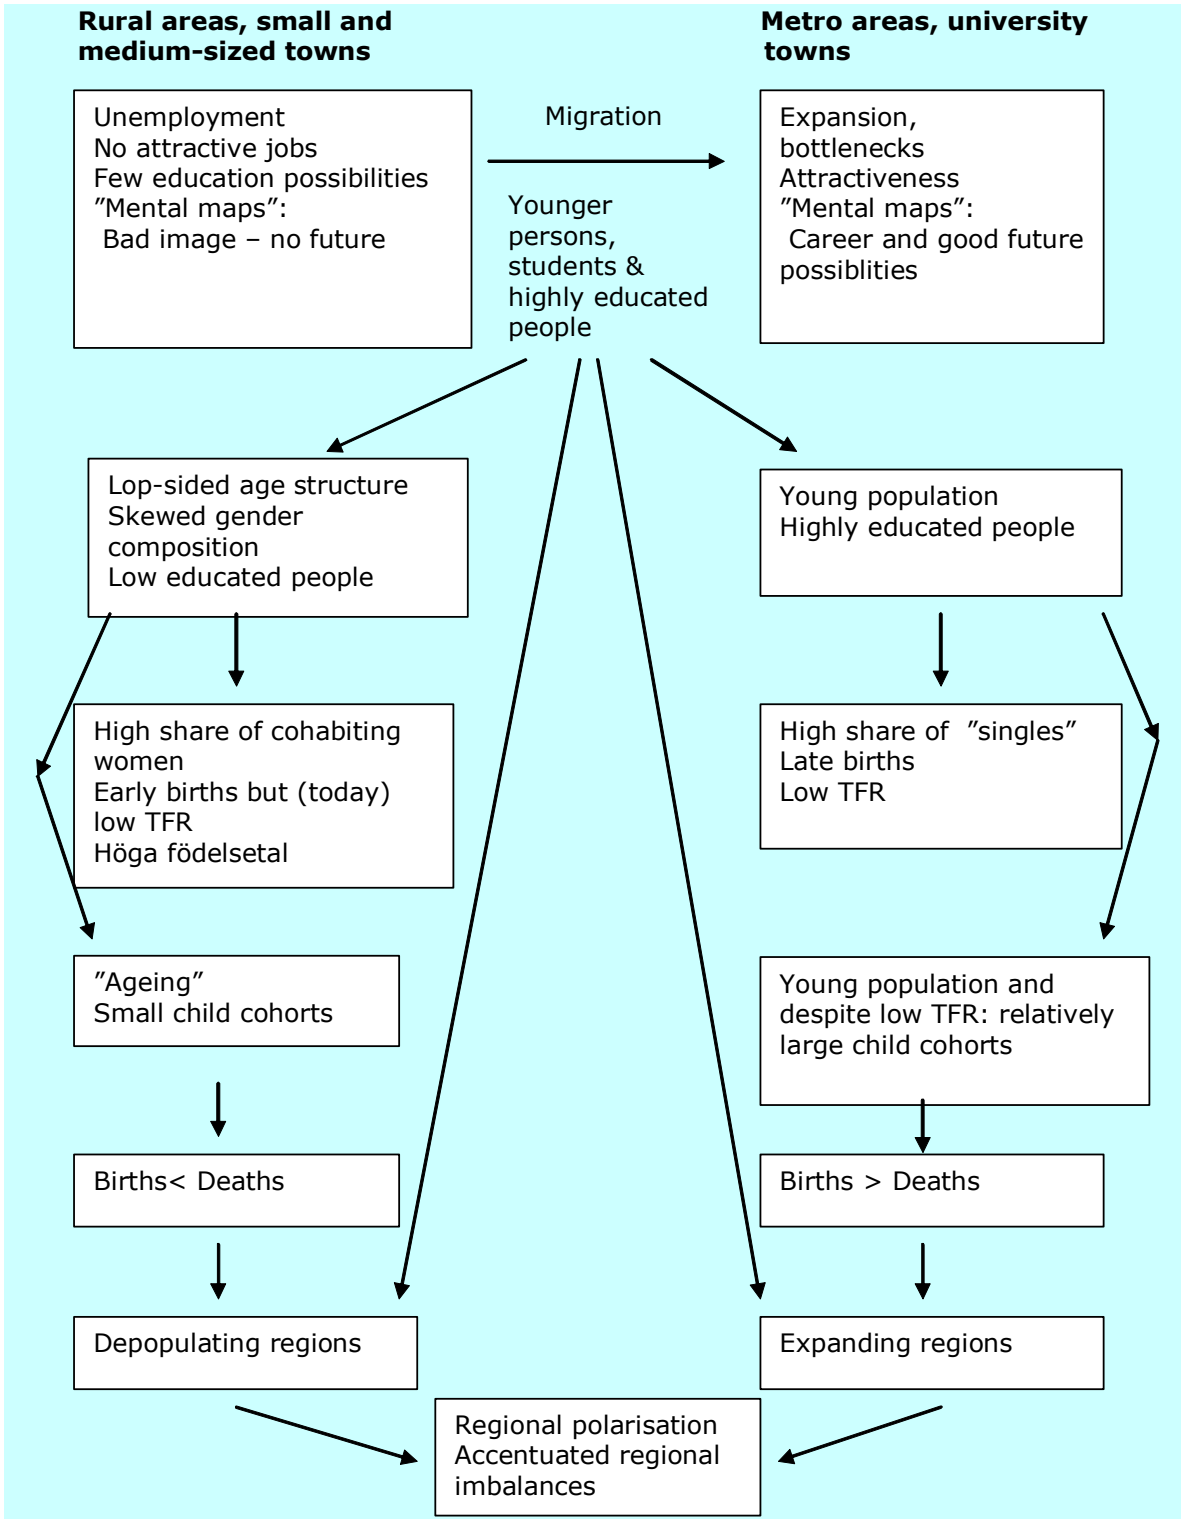 Rural areas, small and
medium-sized towns
Metro areas, university
towns
Unemployment
No attractive jobs
Few education possibilities
”Mental maps”:
Bad image – no future
Migration
Younger
persons,
students &
highly educated
people
Expansion,
bottlenecks
Attractiveness
”Mental maps”:
Career and good future
possiblities
Lop-sided age structure
Skewed gender
composition
Low educated people
Young population
Highly educated people
High share of cohabiting
women
Early births but (today)
low TFR
Höga födelsetal
High share of ”singles”
Late births
Low TFR
”Ageing”
Small child cohorts
Young population and
despite low TFR: relatively
large child cohorts
Births< Deaths
Births > Deaths
Depopulating regions
Expanding regions
Regional polarisation
Accentuated regional
imbalances